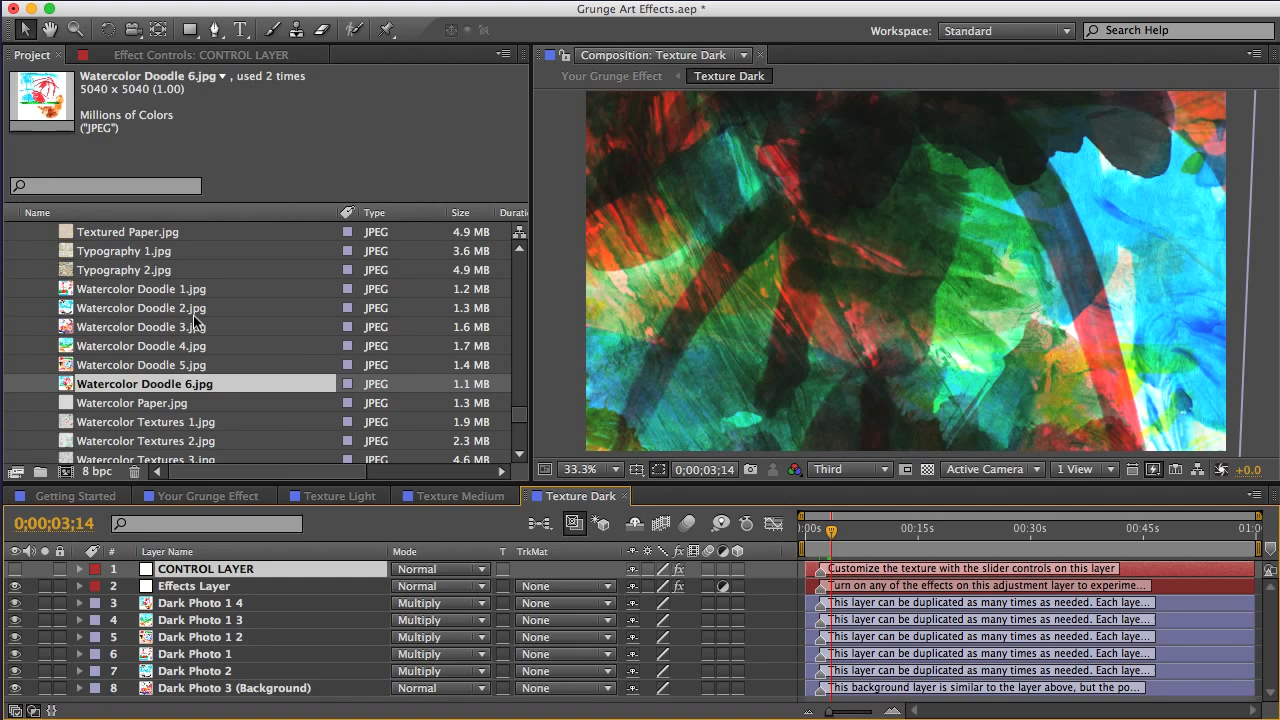 Grunge Art Effects.aep *
Workspace: Standard Search Help
Project Effect Controls: CONTROL LAYER
Composition: Texture Dark
Watercolor Doodle 6.jpg , used 2 times
5040 x 5040 (1.00)
Millions of Colors
("JPEG")
Your Grunge Effect Texture Dark
Name Type Size Durati
Textured Paper.jpg JPEG 4.9 MB
Typography 1.jpg JPEG 3.6 MB
Typography 2.jpg JPEG 4.9 MB
Watercolor Doodle 1.jpg JPEG 1.2 MB
Watercolor Doodle 2.jpg JPEG 1.3 MB
Watercolor Doodle 3.jpg JPEG 1.6 MB
Watercolor Doodle 4.jpg JPEG 1.7 MB
Watercolor Doodle 5.jpg JPEG 1.4 MB
Watercolor Doodle 6.jpg JPEG 1.1 MB
Watercolor Paper.jpg JPEG 1.3 MB
Watercolor Textures 1.jpg JPEG 1.9 MB
Watercolor Textures 2.jpg JPEG 2.3 MB
Watercolor Textures 3.jpg JPEG 4.6 MB
8 bpc
33.3% 0;00;03;14 Third Active Camera 1 View +0.0
Getting Started Your Grunge Effect Texture Light Texture Medium Texture Dark
0;00;03;14
:00s 00:15s 00:30s 00:45s 01:0
# Layer Name Mode T TrkMat
1 CONTROL LAYER Normal fx Customize the texture with the slider controls on this layer
2 Effects Layer Normal None fx Turn on any of the effects on this adjustment layer to experime...
3 Dark Photo 1 4 Multiply None This layer can be duplicated as many times as needed. Each laye...
4 Dark Photo 1 3 Multiply None This layer can be duplicated as many times as needed. Each laye...
5 Dark Photo 1 2 Multiply None This layer can be duplicated as many times as needed. Each laye...
6 Dark Photo 1 Multiply None This layer can be duplicated as many times as needed. Each laye...
7 Dark Photo 2 Multiply None This layer can be duplicated as many times as needed. Each laye...
8 Dark Photo 3 (Background) Normal None This background layer is similar to the layer above, but the po...